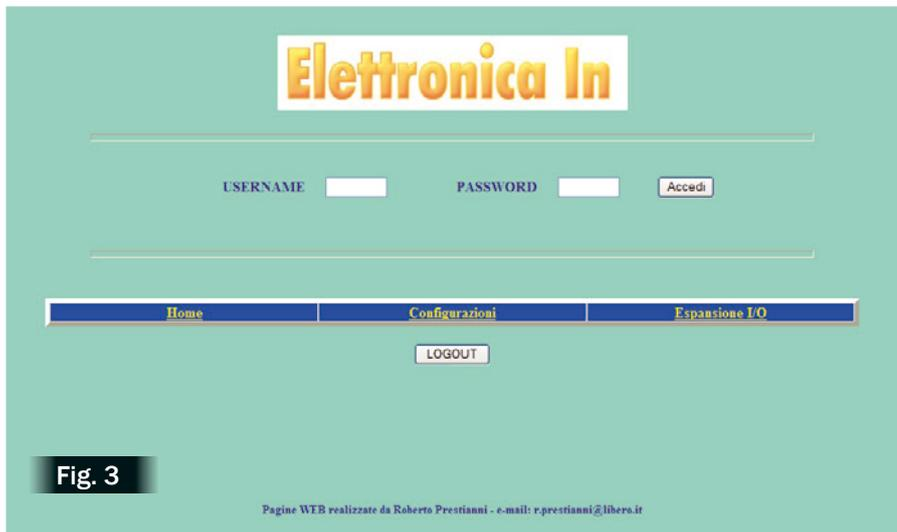 Elettronica In
USERNAME PASSWORD Accedi
Home Configurazioni Espansione I/O
LOGOUT
Fig. 3
Pagine WEB realizzate da Roberto Prestianni - e-mail: r.prestianni@libero.it